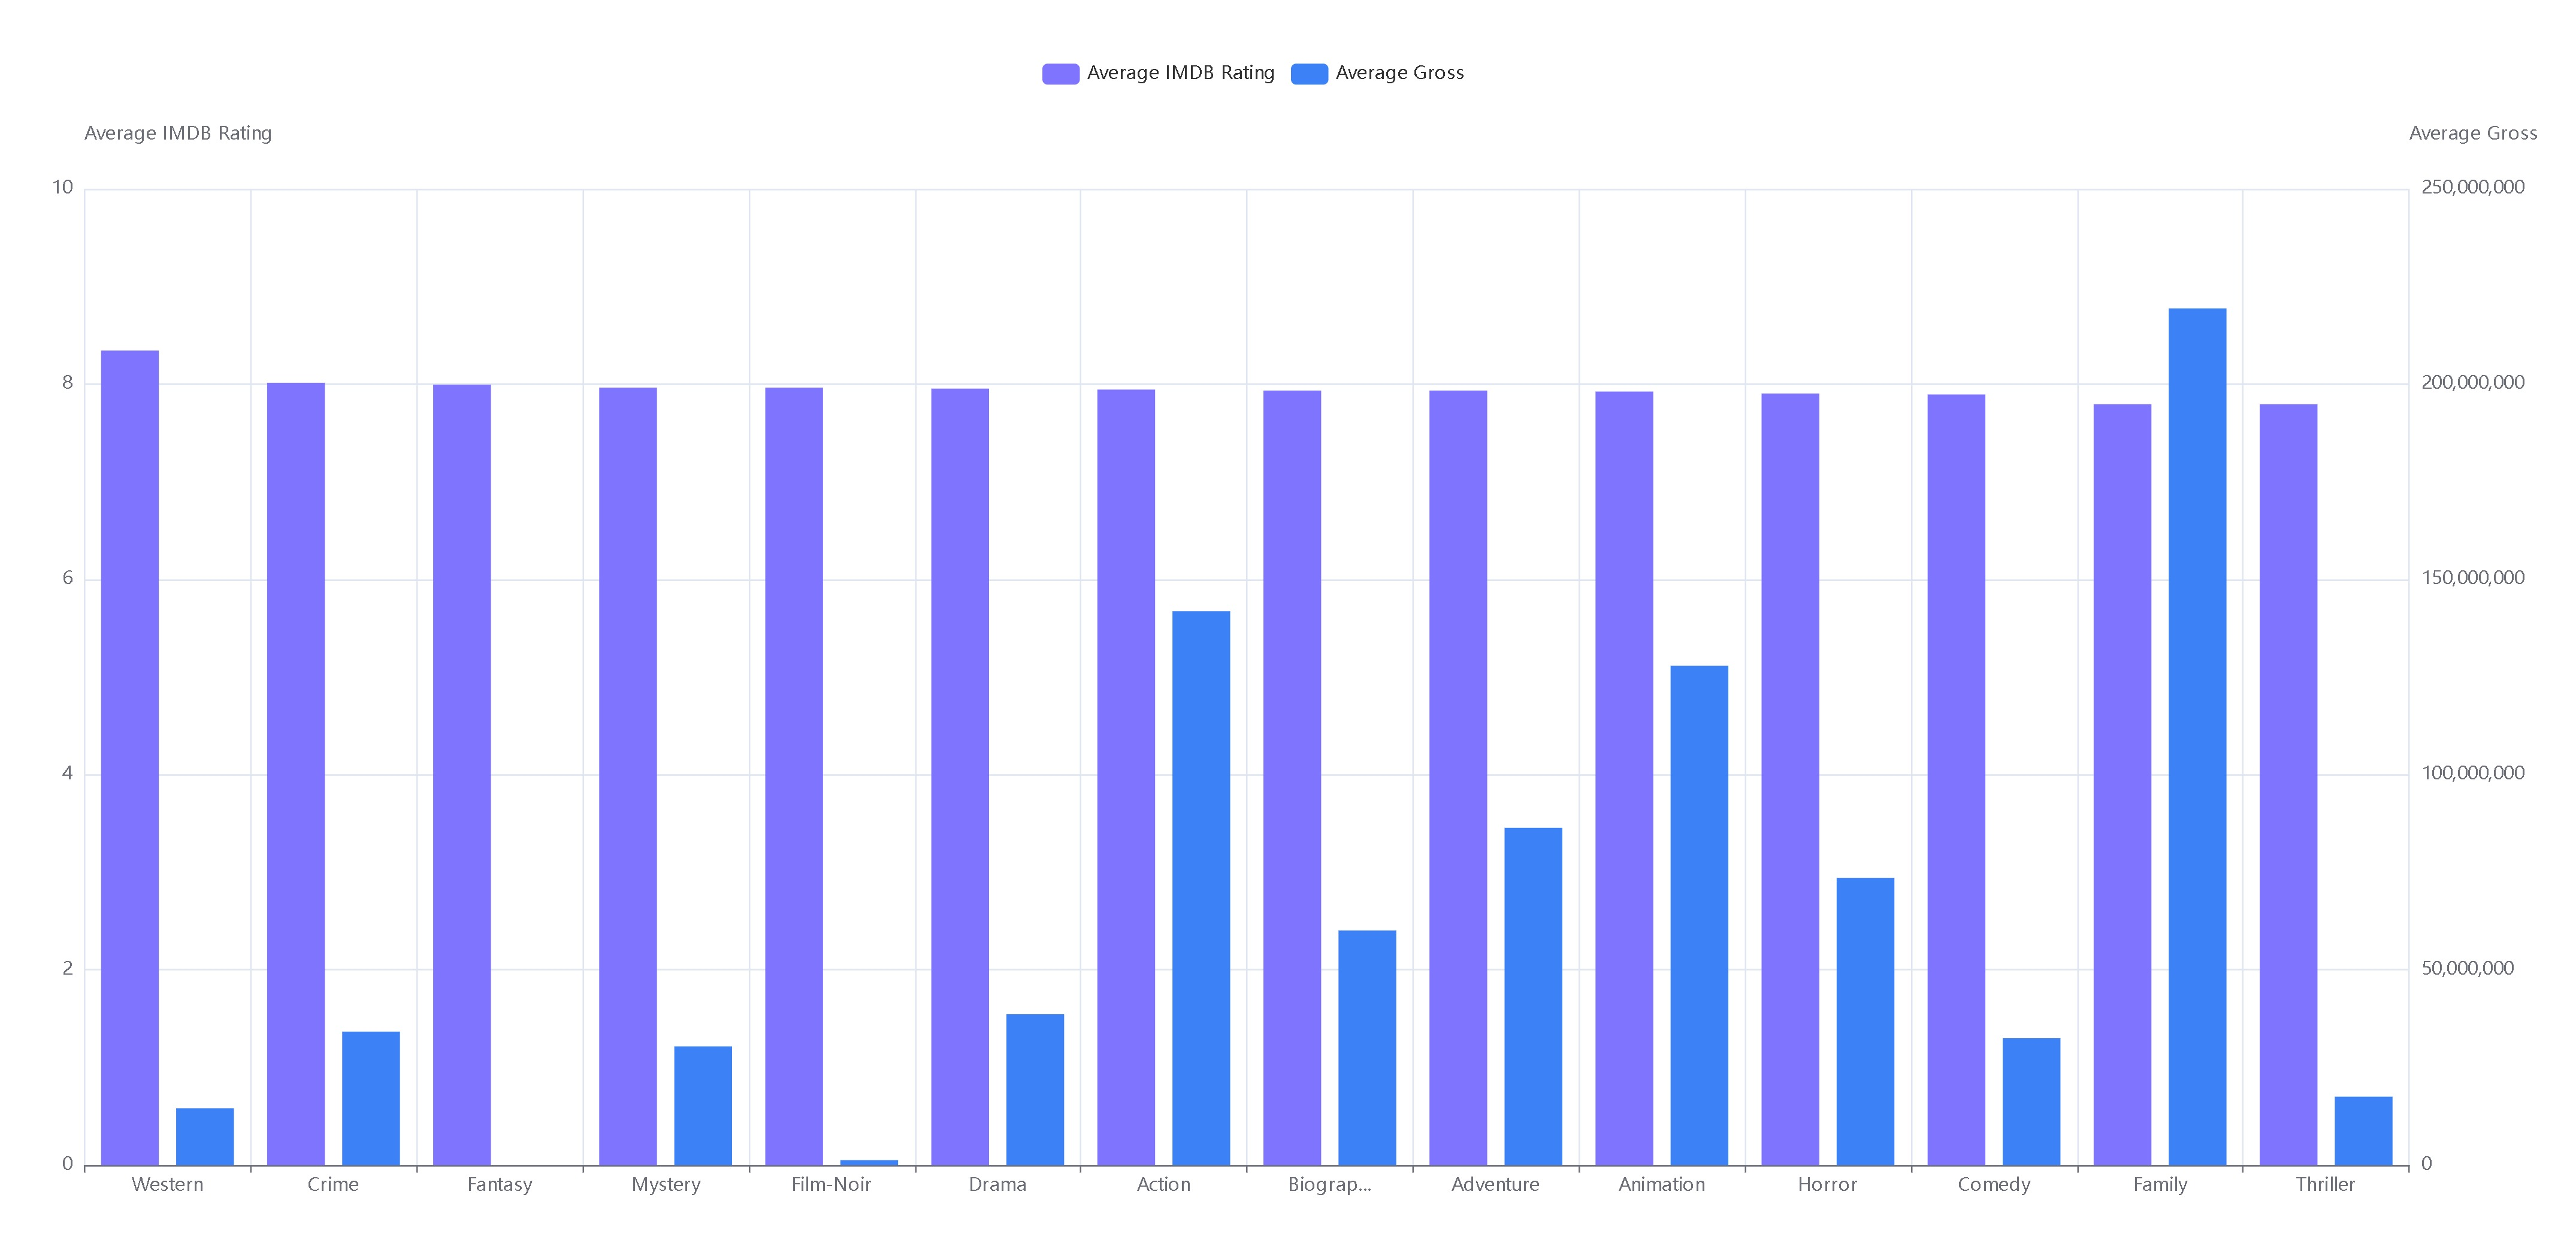 Average IMDB Rating Average Gross
Average IMDB Rating Average Gross
10 250,000,000
8 200,000,000
6 150,000,000
4 100,000,000
2 50,000,000
0 0
Western Crime Fantasy Mystery Film-Noir Drama Action Biograp... Adventure Animation Horror Comedy Family Thriller